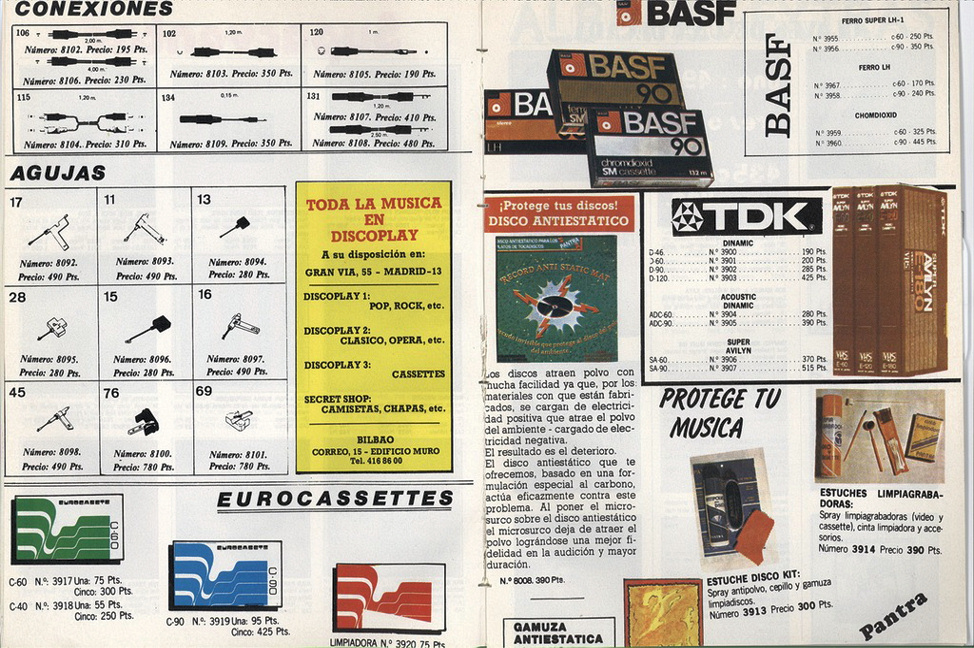 CONEXIONES
106
2,00 m.
Número: 8102. Precio: 195 Pts.
4,00 m.
Número: 8106. Precio: 230 Pts.
102
1,20 m.
Número: 8103. Precio: 350 Pts.
120
1 m.
Número: 8105. Precio: 190 Pts.
115
1,20 m.
Número: 8104. Precio: 310 Pts.
134
0,15 m.
Número: 8109. Precio: 350 Pts.
131
1,20 m.
Número: 8107. Precio: 410 Pts.
2,50 m.
Número: 8108. Precio: 480 Pts.
AGUJAS
17
Número: 8092.
Precio: 490 Pts.
11
Número: 8093.
Precio: 490 Pts.
13
Número: 8094.
Precio: 280 Pts.
28
Número: 8095.
Precio: 280 Pts.
15
Número: 8096.
Precio: 280 Pts.
16
Número: 8097.
Precio: 490 Pts.
45
Número: 8098.
Precio: 490 Pts.
76
Número: 8100.
Precio: 780 Pts.
69
Número: 8101.
Precio: 780 Pts.
TODA LA MUSICA
EN
DISCOPLAY
A su disposición en:
GRAN VIA, 55 - MADRID-13
DISCOPLAY 1:
POP, ROCK, etc.
DISCOPLAY 2:
CLASICO, OPERA, etc.
DISCOPLAY 3:
CASSETTES
SECRET SHOP:
CAMISETAS, CHAPAS, etc.
BILBAO
CORREO, 15 - EDIFICIO MURO
Tel. 416 86 00
EUROCASSETTES
EUROCASSETTE
C60
EUROCASSETTE
C-90
C-60 N.º: 3917 Una: 75 Pts.
Cinco: 300 Pts.
C-40 N.º: 3918 Una: 55 Pts.
Cinco: 250 Pts.
C-90 N.º: 3919 Una: 95 Pts.
Cinco: 425 Pts.
LIMPIADORA N.º 3920 75 Pts
BASF
BASF
90
BA
LH
SM
BASF
90
chromdioxid
SM cassette
132 m
BASF
FERRO SUPER LH-1
N.º 3955 c-60 - 250 Pts.
N.º 3956 c-90 - 350 Pts.
FERRO LH
N.º 3967 c-60 - 170 Pts.
N.º 3958 c-90 - 240 Pts.
CHOMDIOXID
N.º 3959 c-60 - 325 Pts.
N.º 3960 c-90 - 445 Pts.
¡Protege tus discos!
DISCO ANTIESTATICO
PANTRA
RECORD ANTI STATIC MAT
Los discos atraen polvo con
mucha facilidad ya que, por los
materiales con que están fabri-
cados, se cargan de electrici-
dad positiva que atrae el polvo
del ambiente - cargado de elec-
tricidad negativa.
El resultado es el deterioro.
El disco antiestático que te
ofrecemos, basado en una for-
mulación especial al carbono,
actúa eficazmente contra este
problema. Al poner el micro-
surco sobre el disco antiestático
el microsurco deja de atraer el
polvo lográndose una mejor fi-
delidad en la audición y mayor
duración.
N.º 8008. 390 Pts.
GAMUZA
ANTIESTATICA
TDK
DINAMIC
D-46 N.º 3900 190 Pts.
D-60 N.º 3901 200 Pts.
D-90 N.º 3902 285 Pts.
D-120 N.º 3903 425 Pts.
ACOUSTIC
DINAMIC
ADC-60 N.º 3904 280 Pts.
ADC-90 N.º 3905 390 Pts.
SUPER
AVILYN
SA-60 N.º 3906 370 Pts.
SA-90 N.º 3907 515 Pts.
TDK
SUPER AVILYN
E-180
VHS
PROTEGE TU
MUSICA
ESTUCHES LIMPIAGRABA-
DORAS:
Spray limpiagrabadoras (video y
cassette), cinta limpiadora y acce-
sorios.
Número 3914 Precio 390 Pts.
ESTUCHE DISCO KIT:
Spray antipolvo, cepillo y gamuza
limpiadiscos.
Número 3913 Precio 300 Pts.
Pantra